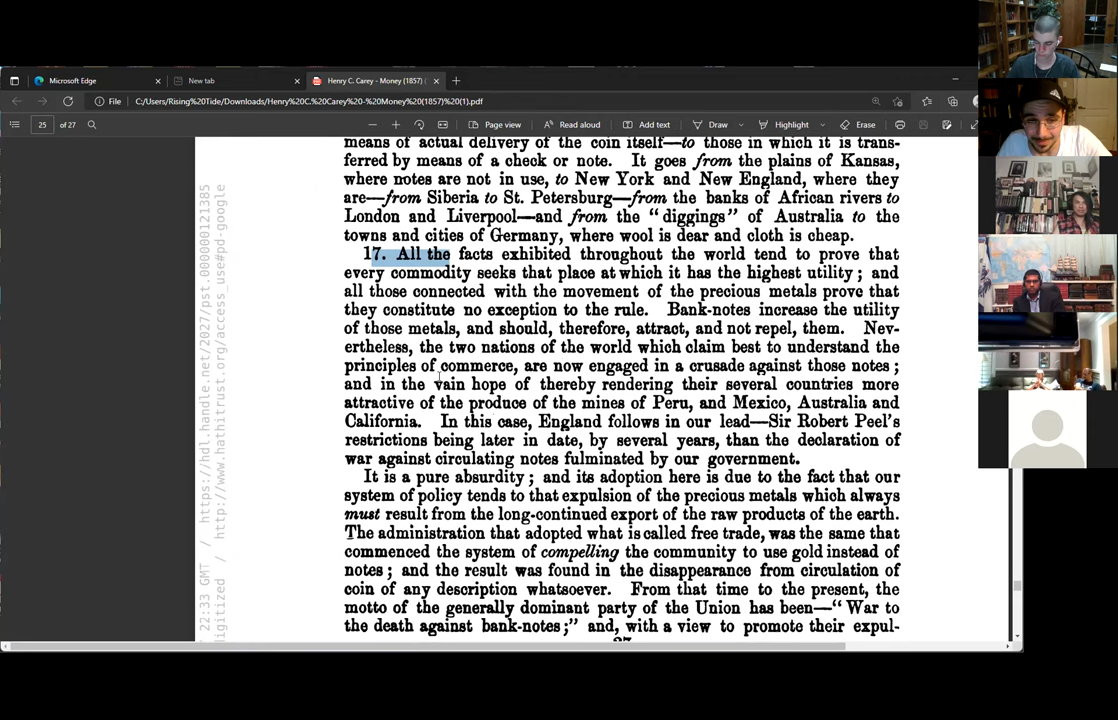 Microsoft Edge
New tab
Henry C. Carey - Money (1857) (
File
C:/Users/Rising%20Tide/Downloads/Henry%20C.%20Carey%20-%20Money%20(1857)%20(1).pdf
25 of 27
Page view
Read aloud
Add text
Draw
Highlight
Erase
means of actual delivery of the coin itself—to those in which it is trans-
ferred by means of a check or note. It goes from the plains of Kansas,
where notes are not in use, to New York and New England, where they
are—from Siberia to St. Petersburg—from the banks of African rivers to
London and Liverpool—and from the "diggings" of Australia to the
towns and cities of Germany, where wool is dear and cloth is cheap.
17. All the facts exhibited throughout the world tend to prove that
every commodity seeks that place at which it has the highest utility; and
all those connected with the movement of the precious metals prove that
they constitute no exception to the rule. Bank-notes increase the utility
of those metals, and should, therefore, attract, and not repel, them. Nev-
ertheless, the two nations of the world which claim best to understand the
principles of commerce, are now engaged in a crusade against those notes;
and in the vain hope of thereby rendering their several countries more
attractive of the produce of the mines of Peru, and Mexico, Australia and
California. In this case, England follows in our lead—Sir Robert Peel's
restrictions being later in date, by several years, than the declaration of
war against circulating notes fulminated by our government.
It is a pure absurdity; and its adoption here is due to the fact that our
system of policy tends to that expulsion of the precious metals which always
must result from the long-continued export of the raw products of the earth.
The administration that adopted what is called free trade, was the same that
commenced the system of compelling the community to use gold instead of
notes; and the result was found in the disappearance from circulation of
coin of any description whatsoever. From that time to the present, the
motto of the generally dominant party of the Union has been—"War to
the death against bank-notes;" and, with a view to promote their expul-
22:33 GMT / https://hdl.handle.net/2027/pst.000000121385
digitized / http://www.hathitrust.org/access_use#pd-google